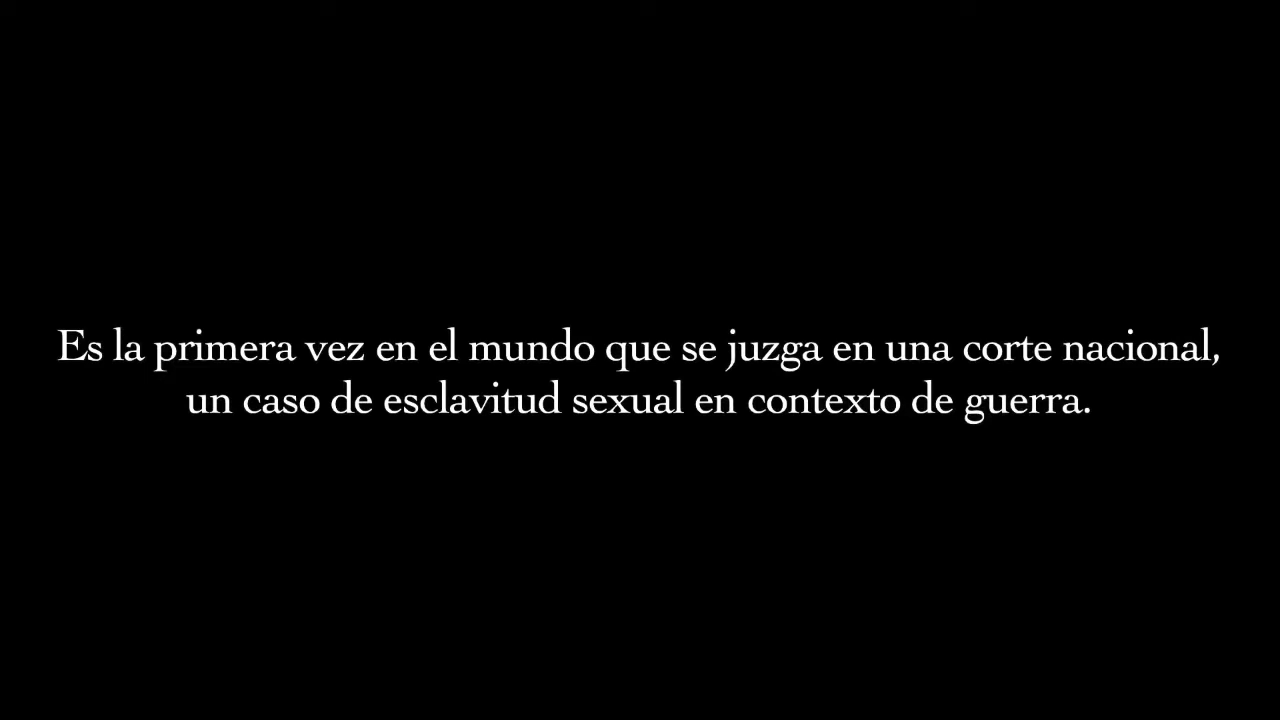 Es la primera vez en el mundo que se juzga en una corte nacional,
un caso de esclavitud sexual en contexto de guerra.